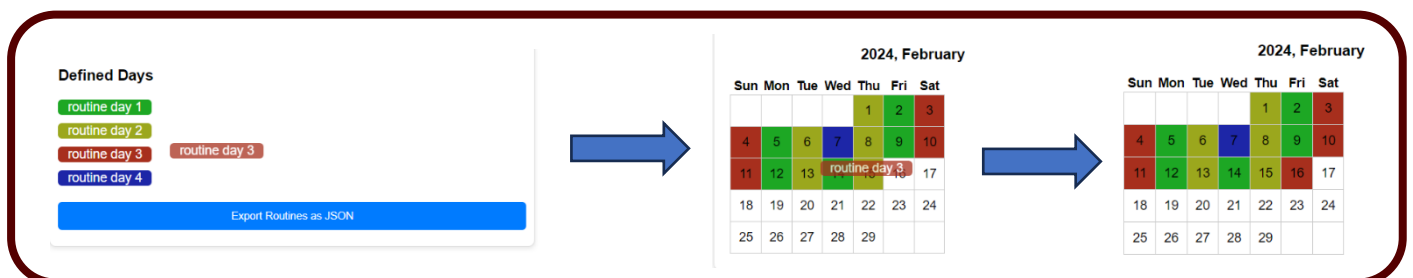 Defined Days
routine day 1
routine day 2
routine day 3
routine day 3
routine day 4
Export Routines as JSON
2024, February
Sun Mon Tue Wed Thu Fri Sat
1 2 3
4 5 6 7 8 9 10
routine day 3
11 12 13 17
18 19 20 21 22 23 24
25 26 27 28 29
2024, February
Sun Mon Tue Wed Thu Fri Sat
1 2 3
4 5 6 7 8 9 10
11 12 13 14 15 16 17
18 19 20 21 22 23 24
25 26 27 28 29